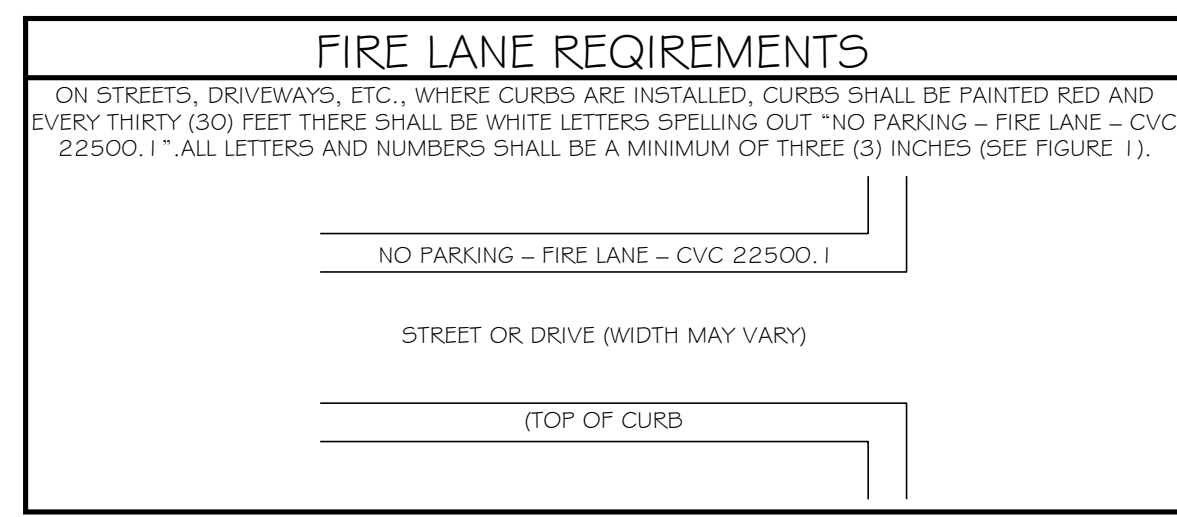 FIRE LANE REQIREMENTS
ON STREETS, DRIVEWAYS, ETC., WHERE CURBS ARE INSTALLED, CURBS SHALL BE PAINTED RED AND
EVERY THIRTY (30) FEET THERE SHALL BE WHITE LETTERS SPELLING OUT “NO PARKING – FIRE LANE – CVC
22500.1”.ALL LETTERS AND NUMBERS SHALL BE A MINIMUM OF THREE (3) INCHES (SEE FIGURE 1).
NO PARKING – FIRE LANE – CVC 22500.1
STREET OR DRIVE (WIDTH MAY VARY)
(TOP OF CURB